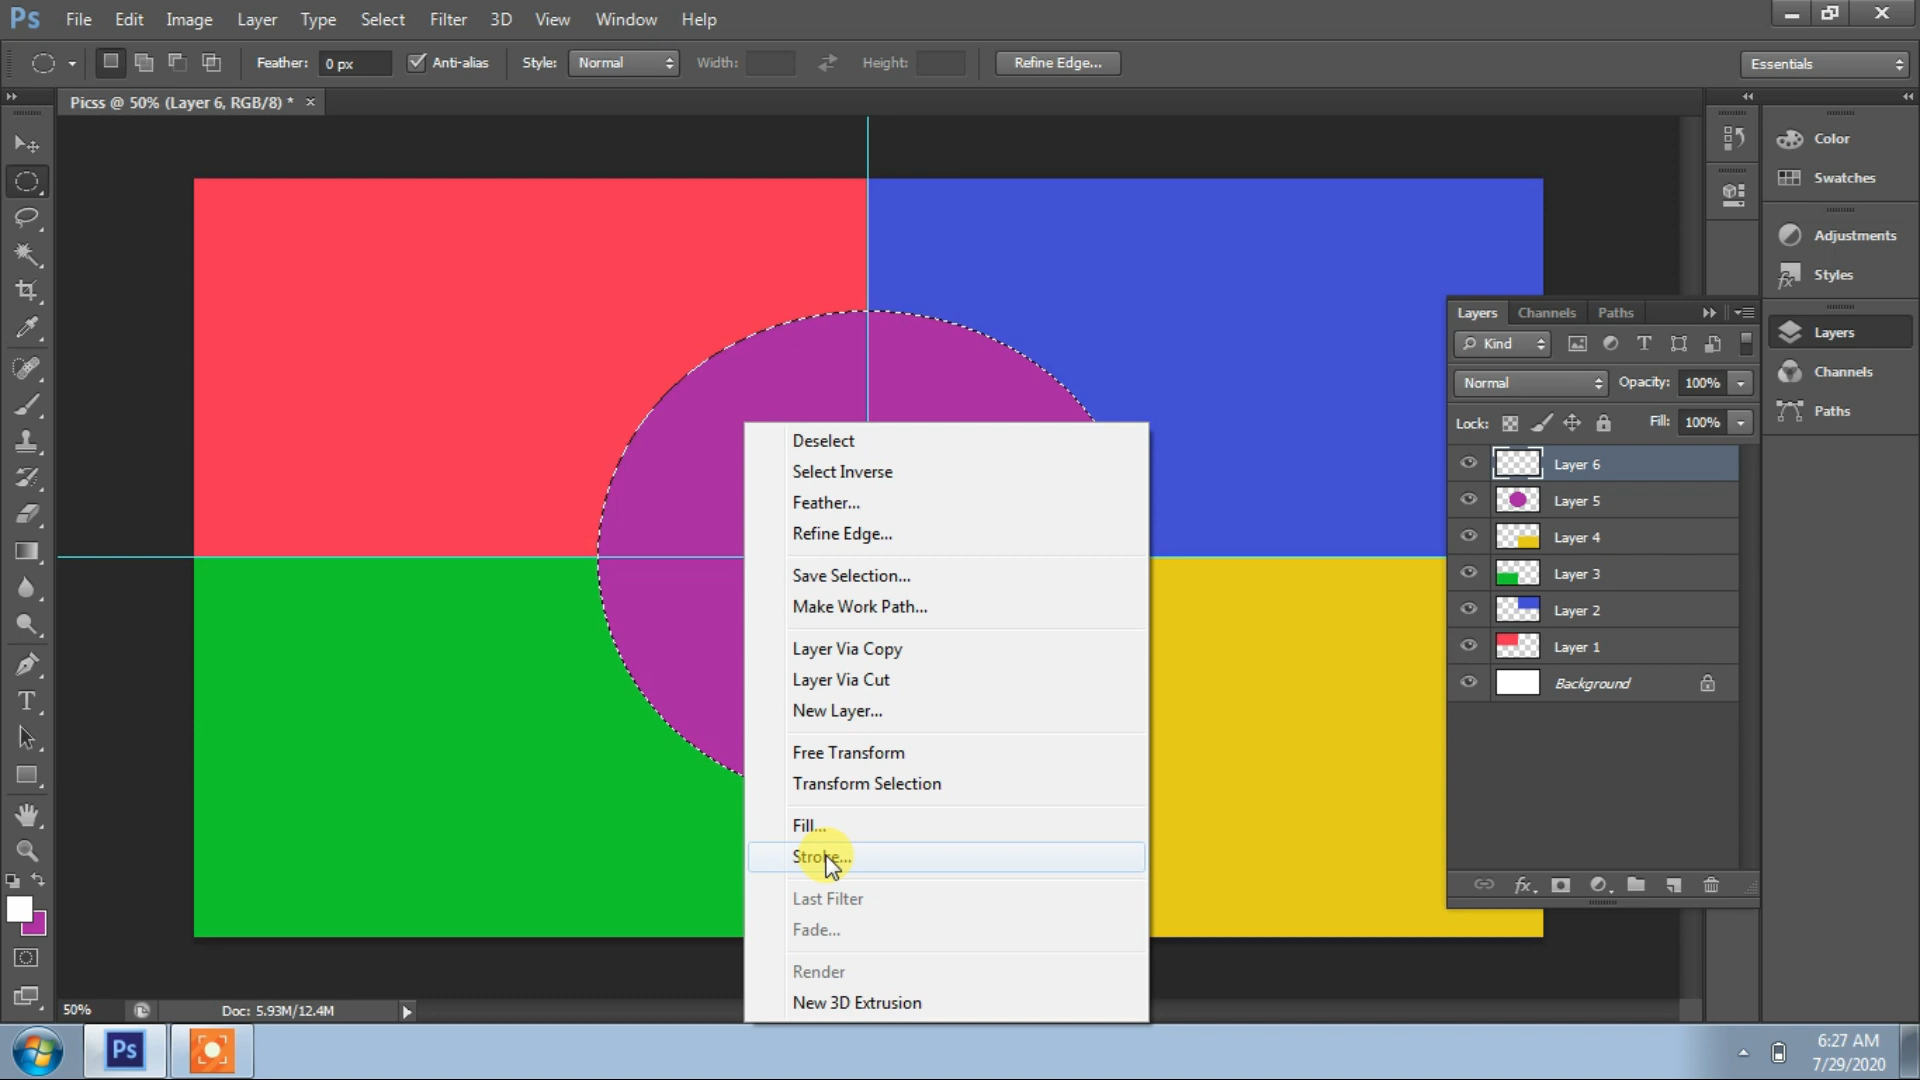 Ps File Edit Image Layer Type Select Filter 3D View Window Help
Feather: 0 px Anti-alias Style: Normal Width: Height: Refine Edge... Essentials
Picss @ 50% (Layer 6, RGB/8) * ×
Color
Swatches
Adjustments
Styles
Layers
Channels
Paths
Layers Channels Paths
Kind
Normal Opacity: 100%
Lock: Fill: 100%
Layer 6
Layer 5
Layer 4
Layer 3
Layer 2
Layer 1
Background
fx
Deselect
Select Inverse
Feather...
Refine Edge...
Save Selection...
Make Work Path...
Layer Via Copy
Layer Via Cut
New Layer...
Free Transform
Transform Selection
Fill...
Stroke...
Last Filter
Fade...
Render
New 3D Extrusion
50% Doc: 5.93M/12.4M
Ps
6:27 AM
7/29/2020